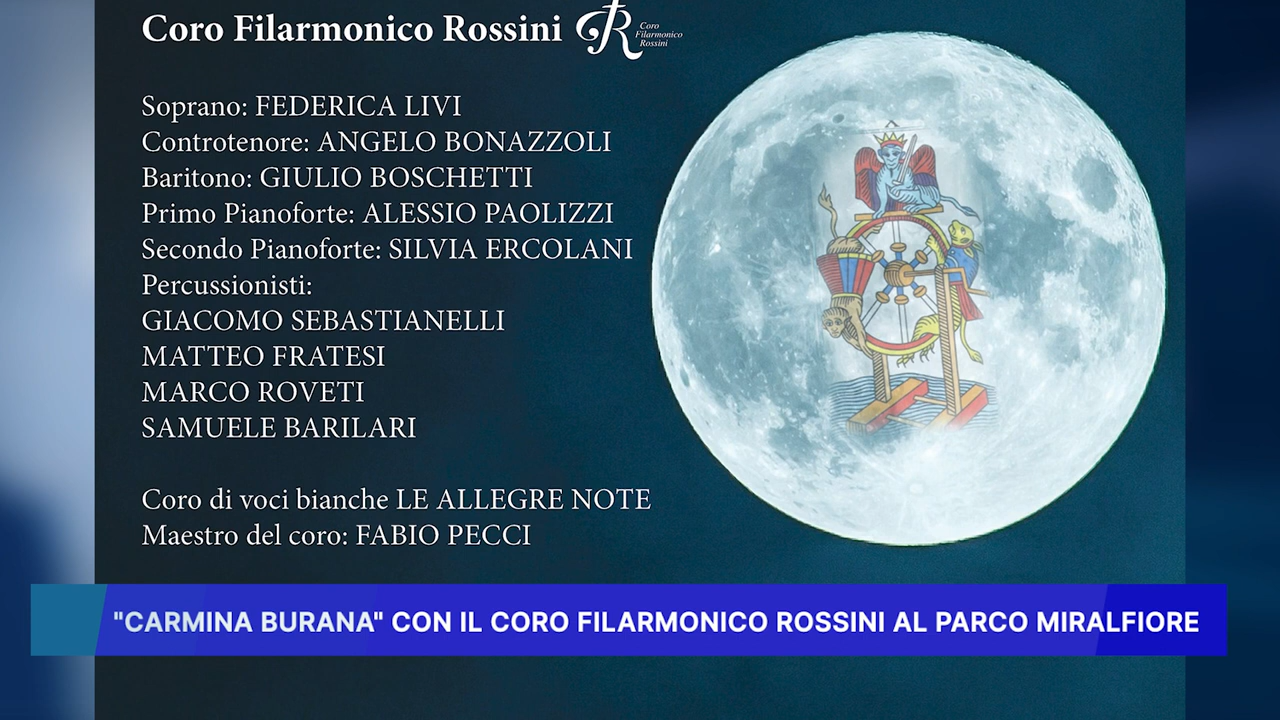 Coro Filarmonico Rossini
Coro
Filarmonico
Rossini
Soprano: FEDERICA LIVI
Controtenore: ANGELO BONAZZOLI
Baritono: GIULIO BOSCHETTI
Primo Pianoforte: ALESSIO PAOLIZZI
Secondo Pianoforte: SILVIA ERCOLANI
Percussionisti:
GIACOMO SEBASTIANELLI
MATTEO FRATESI
MARCO ROVETI
SAMUELE BARILARI
Coro di voci bianche LE ALLEGRE NOTE
Maestro del coro: FABIO PECCI
"CARMINA BURANA" CON IL CORO FILARMONICO ROSSINI AL PARCO MIRALFIORE